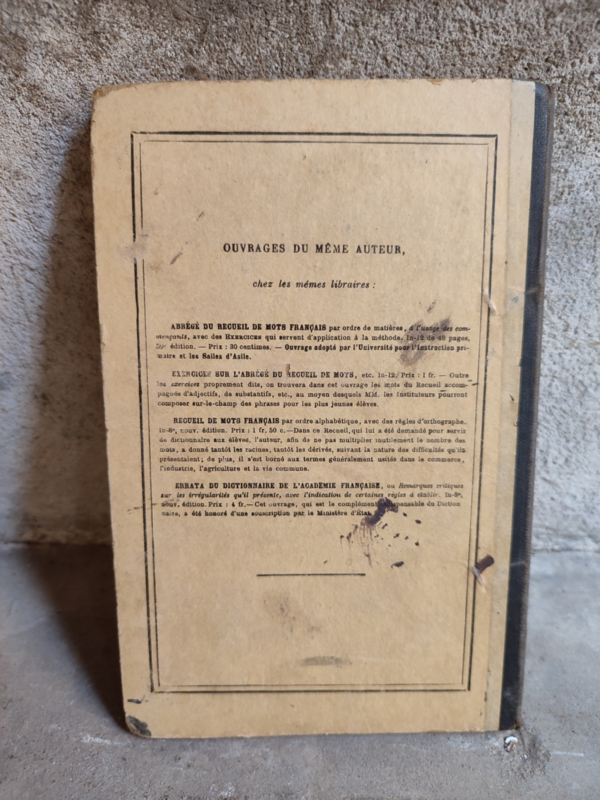 OUVRAGES DU MÊME AUTEUR,
chez les mêmes libraires :
ABRÉGÉ DU RECUEIL DE MOTS FRANÇAIS par ordre de matières, à l'usage des com-
mençants, avec des EXERCICES qui servent d'application à la méthode. In-12 de 48 pages,
édition. — Prix : 30 centimes. — Ouvrage adopté par l'Université pour l'instruction pri-
maire et les Salles d'Asile.
EXERCICES SUR L'ABRÉGÉ DU RECUEIL DE MOTS, etc. In-12. Prix : 1 fr. — Outre
les exercices proprement dits, on trouvera dans cet ouvrage les mots du Recueil accom-
pagnés d'adjectifs, de substantifs, etc., au moyen desquels MM. les Instituteurs pourront
composer sur-le-champ des phrases pour les plus jeunes élèves.
RECUEIL DE MOTS FRANÇAIS par ordre alphabétique, avec des règles d'orthographe.
In-8°, nouv. édition. Prix : 1 fr. 50 c. — Dans ce Recueil, qui lui a été demandé pour servir
de dictionnaire aux élèves, l'auteur, afin de ne pas multiplier inutilement le nombre des
mots, a donné tantôt les racines, tantôt les dérivés, suivant la nature des difficultés qu'ils
présentaient; de plus, il s'est borné aux termes généralement usités dans le commerce,
l'industrie, l'agriculture et la vie commune.
ERRATA DU DICTIONNAIRE DE L'ACADÉMIE FRANÇAISE, ou Remarques critiques
sur les irrégularités qu'il présente, avec l'indication de certaines règles à établir. In-8°,
nouv. édition. Prix : 4 fr. — Cet ouvrage, qui est le complément indispensable du Diction
naire, a été honoré d'une souscription par le Ministère d'État.